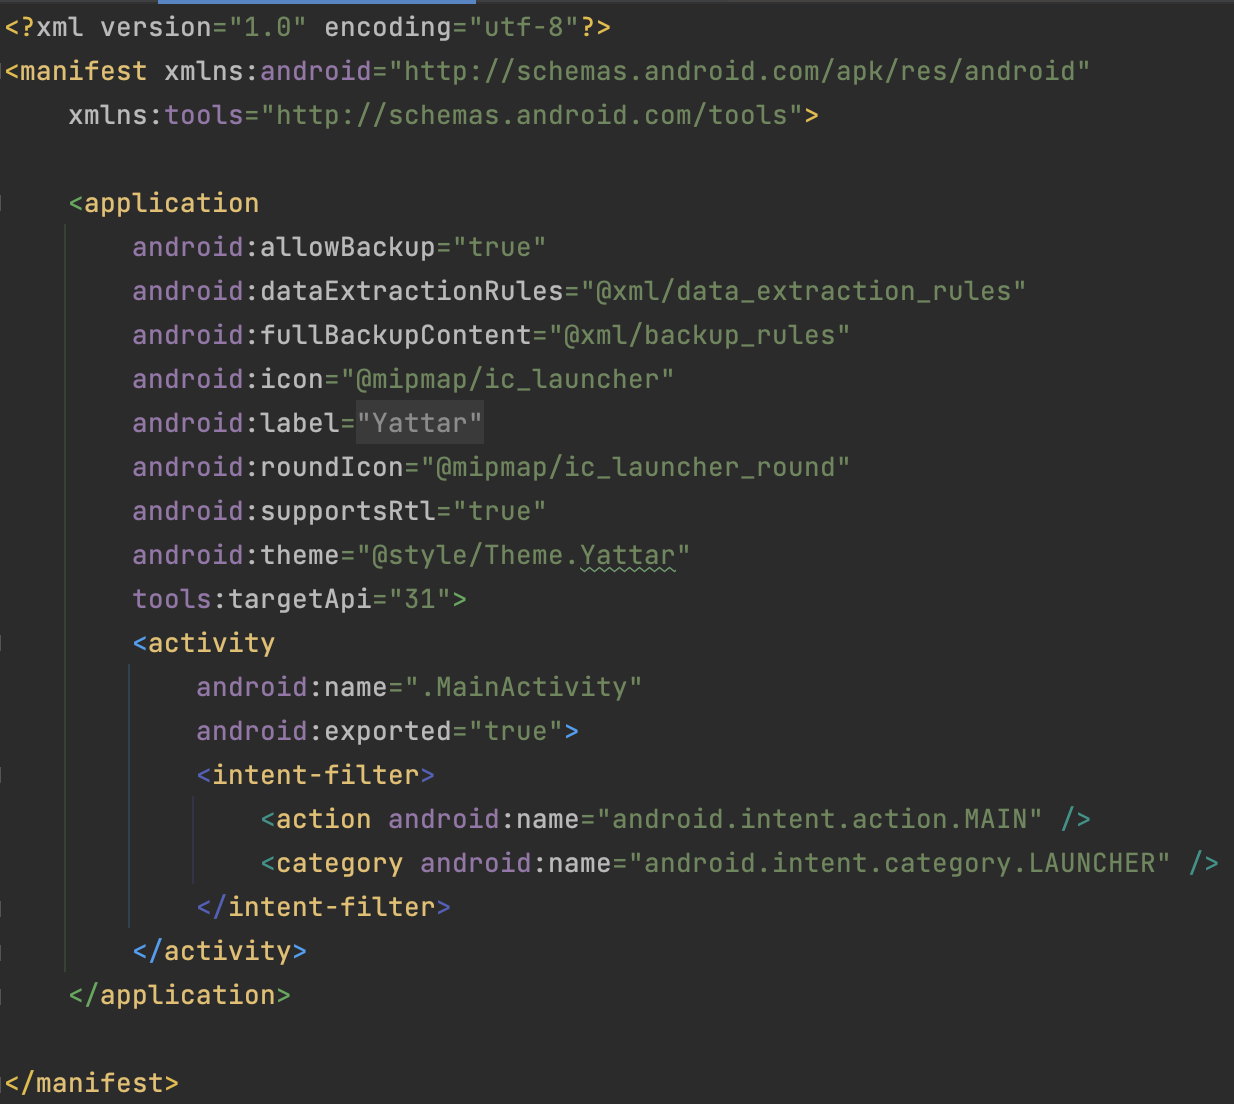 <?xml version="1.0" encoding="utf-8"?>
<manifest xmlns:android="http://schemas.android.com/apk/res/android"
    xmlns:tools="http://schemas.android.com/tools">

    <application
        android:allowBackup="true"
        android:dataExtractionRules="@xml/data_extraction_rules"
        android:fullBackupContent="@xml/backup_rules"
        android:icon="@mipmap/ic_launcher"
        android:label="Yattar"
        android:roundIcon="@mipmap/ic_launcher_round"
        android:supportsRtl="true"
        android:theme="@style/Theme.Yattar"
        tools:targetApi="31">
        <activity
            android:name=".MainActivity"
            android:exported="true">
            <intent-filter>
                <action android:name="android.intent.action.MAIN" />
                <category android:name="android.intent.category.LAUNCHER" />
            </intent-filter>
        </activity>
    </application>

</manifest>